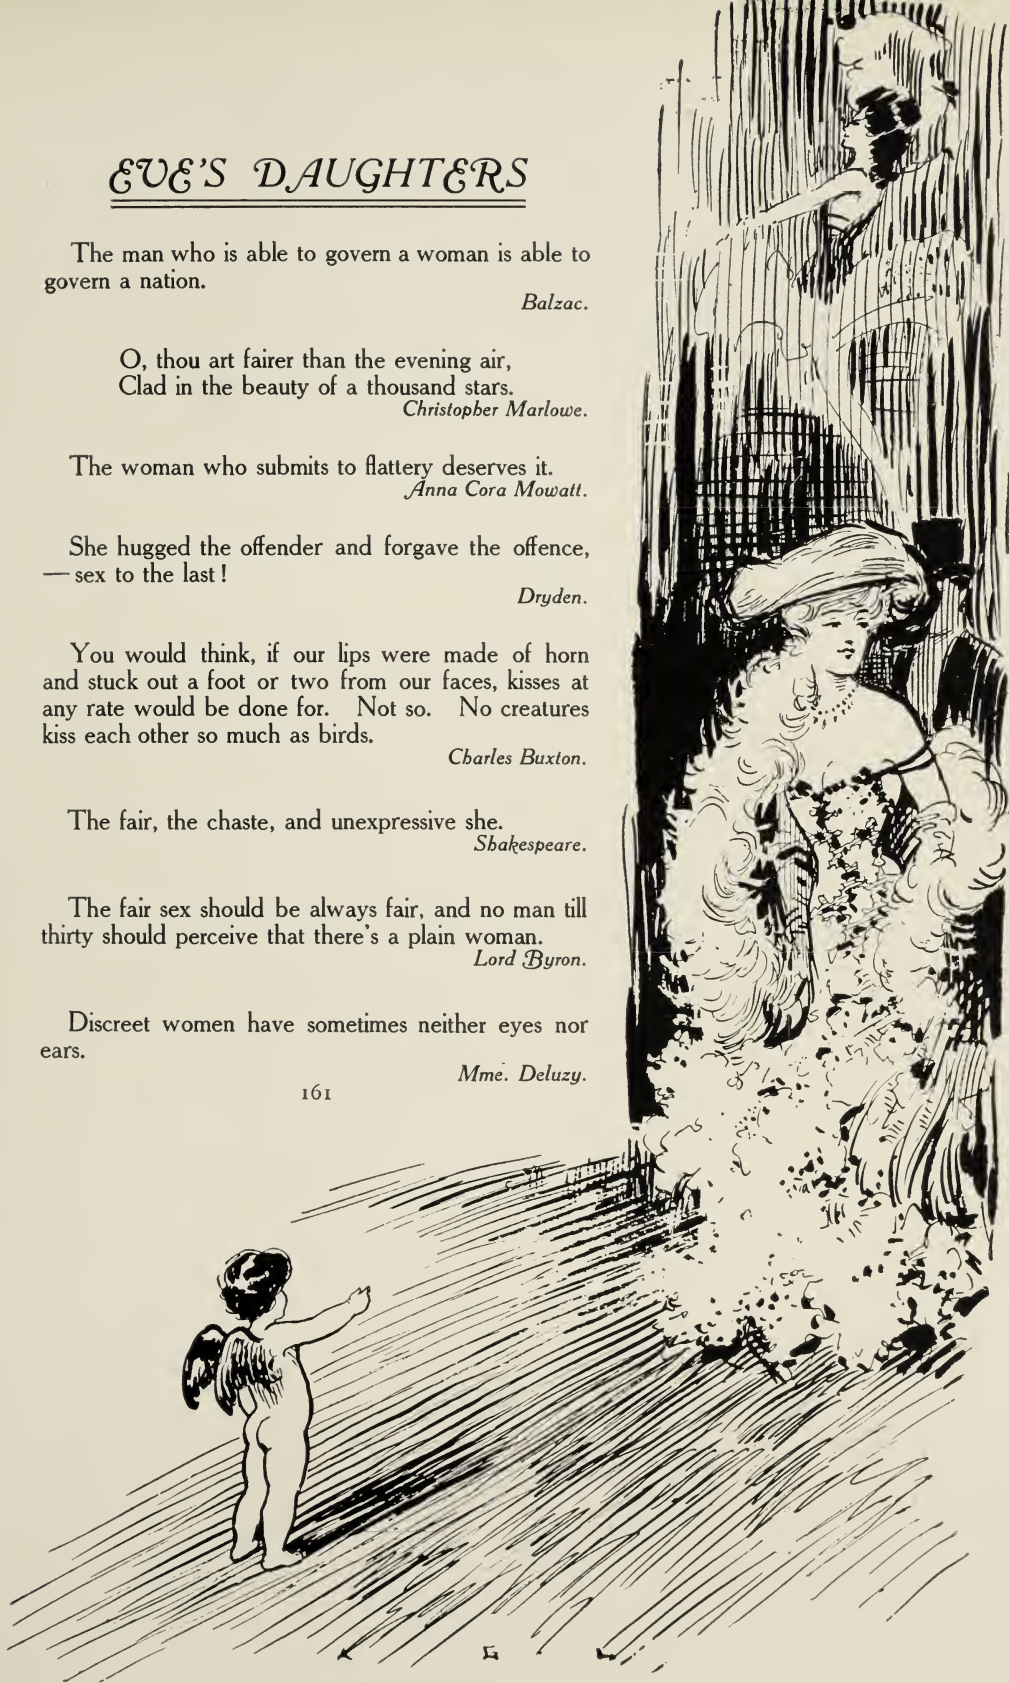 EVE'S DAUGHTERS
The man who is able to govern a woman is able to
govern a nation.
Balzac.
O, thou art fairer than the evening air,
Clad in the beauty of a thousand stars.
Christopher Marlowe.
The woman who submits to flattery deserves it.
Anna Cora Mowatt.
She hugged the offender and forgave the offence,
— sex to the last !
Dryden.
You would think, if our lips were made of horn
and stuck out a foot or two from our faces, kisses at
any rate would be done for. Not so. No creatures
kiss each other so much as birds.
Charles Buxton.
The fair, the chaste, and unexpressive she.
Shakespeare.
The fair sex should be always fair, and no man till
thirty should perceive that there's a plain woman.
Lord Byron.
Discreet women have sometimes neither eyes nor
ears.
Mme. Deluzy.
161